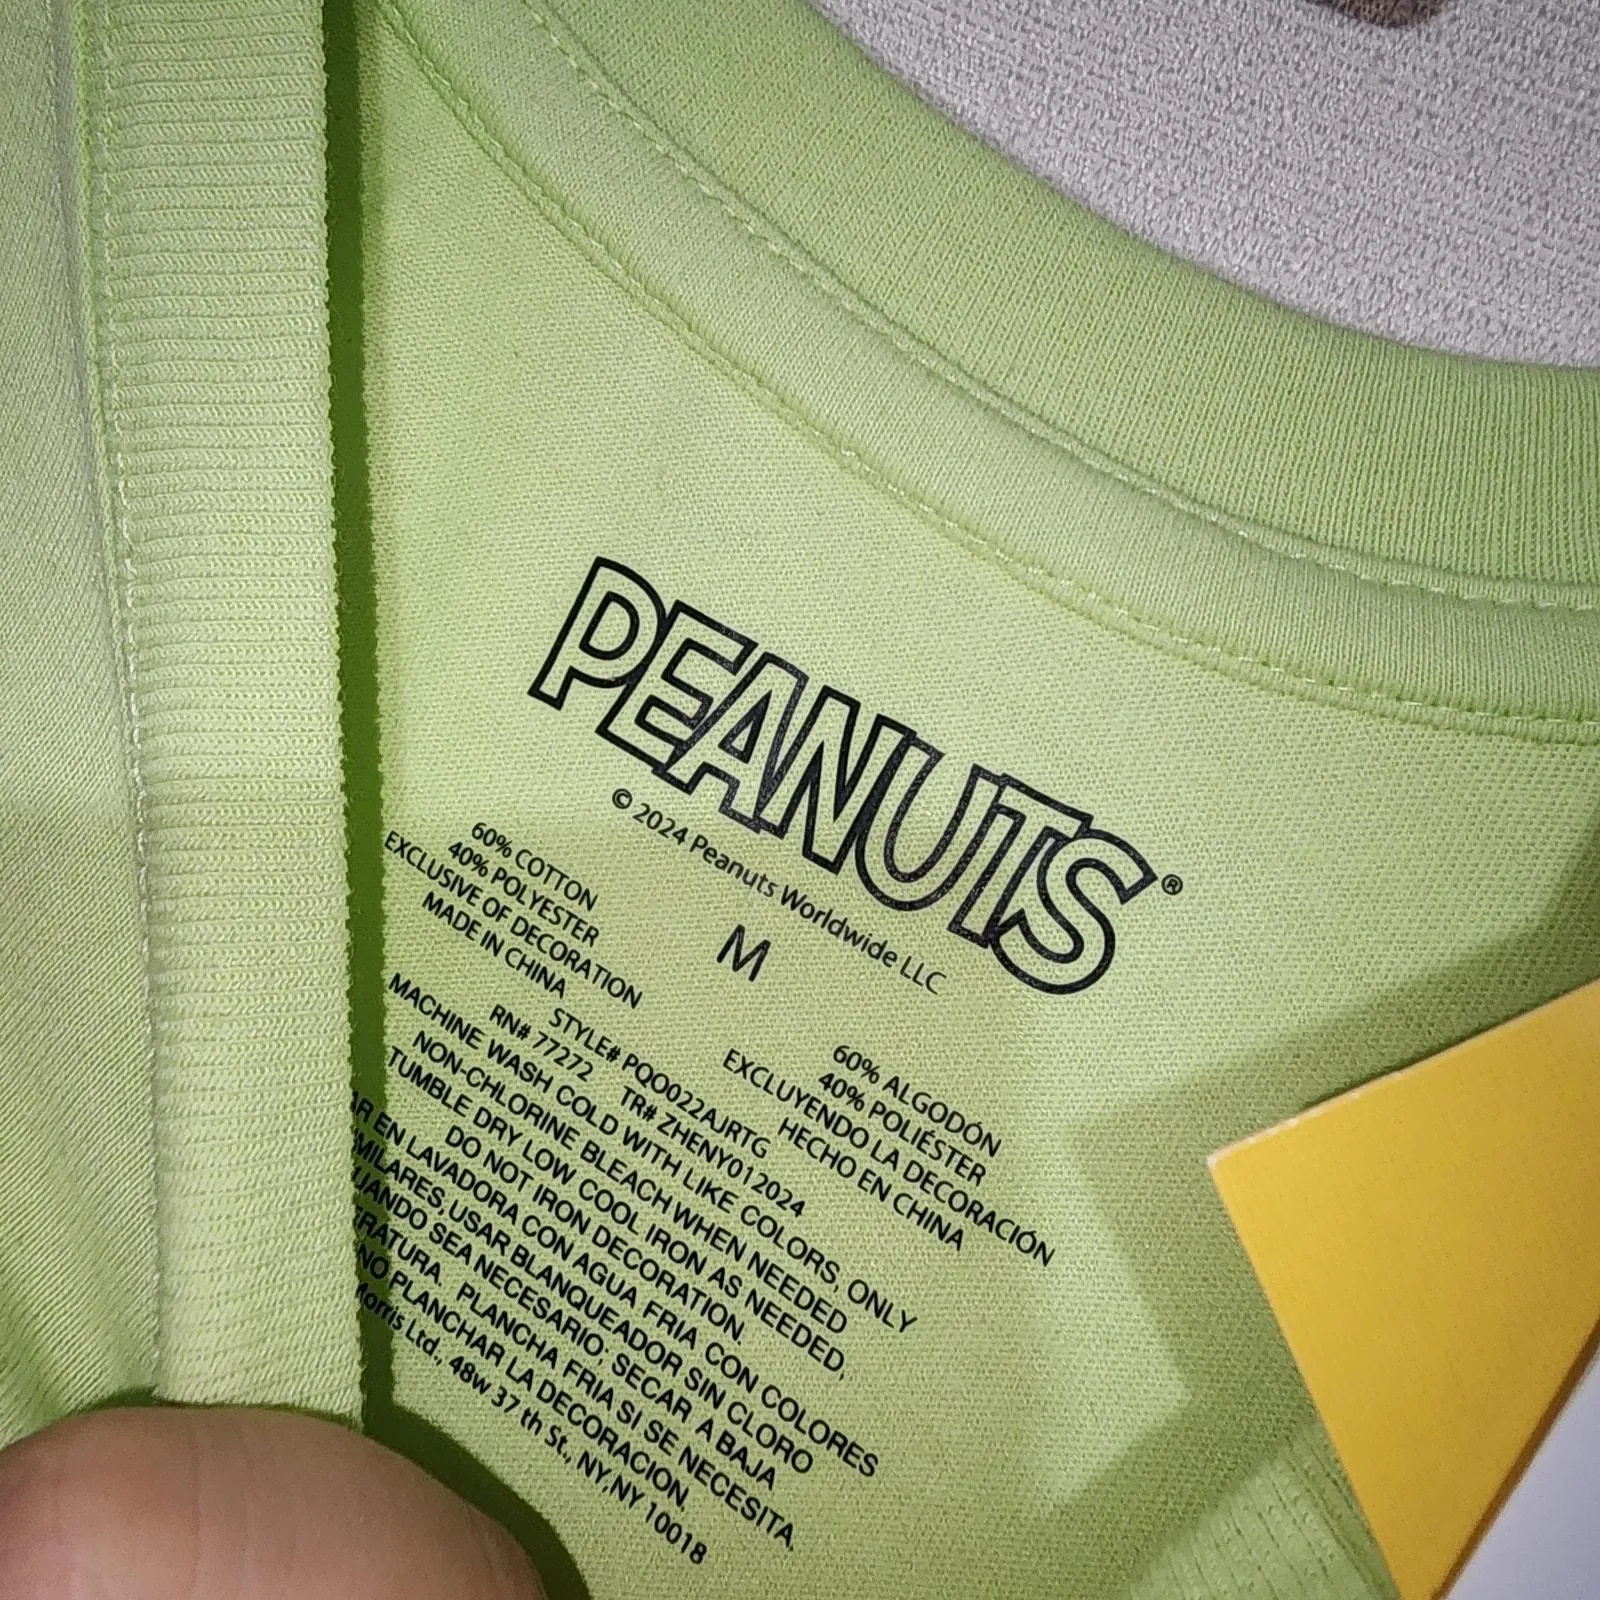 PEANUTS®
© 2024 Peanuts Worldwide LLC
M
60% COTTON
40% POLYESTER
EXCLUSIVE OF DECORATION
MADE IN CHINA
60% ALGODÓN
40% POLIÉSTER
EXCLUYENDO LA DECORACIÓN
HECHO EN CHINA
STYLE# PQO022AJRTG
RN# 77272 TR# ZHENY012024
MACHINE WASH COLD WITH LIKE COLORS, ONLY
NON-CHLORINE BLEACH WHEN NEEDED
TUMBLE DRY LOW COOL IRON AS NEEDED,
DO NOT IRON DECORATION.
AR EN LAVADORA CON AGUA FRIA CON COLORES
MILARES, USAR BLANQUEADOR SIN CLORO
UANDO SEA NECESARIO; SECAR A BAJA
RATURA. PLANCHA FRIA SI SE NECESITA.
NO PLANCHAR LA DECORACION.
Morris Ltd., 48w 37 th St., NY,NY 10018